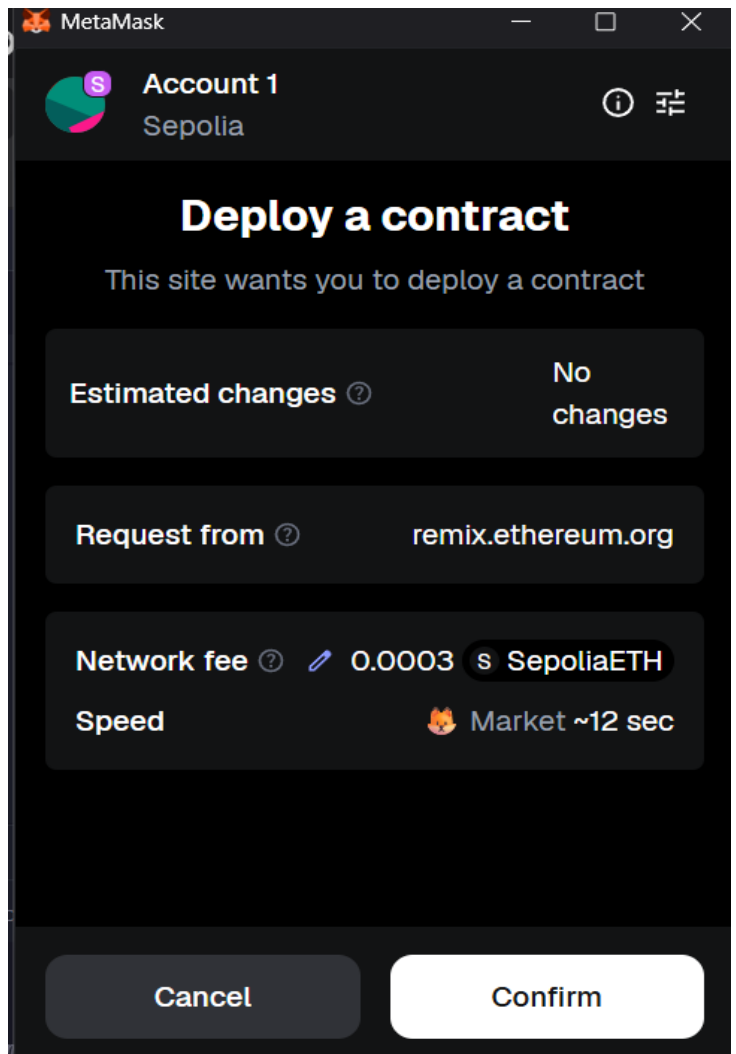 MetaMask
S
Account 1
Sepolia
Deploy a contract
This site wants you to deploy a contract
Estimated changes ? No changes
Request from ? remix.ethereum.org
Network fee ? 0.0003 S SepoliaETH
Speed Market ~12 sec
Cancel Confirm